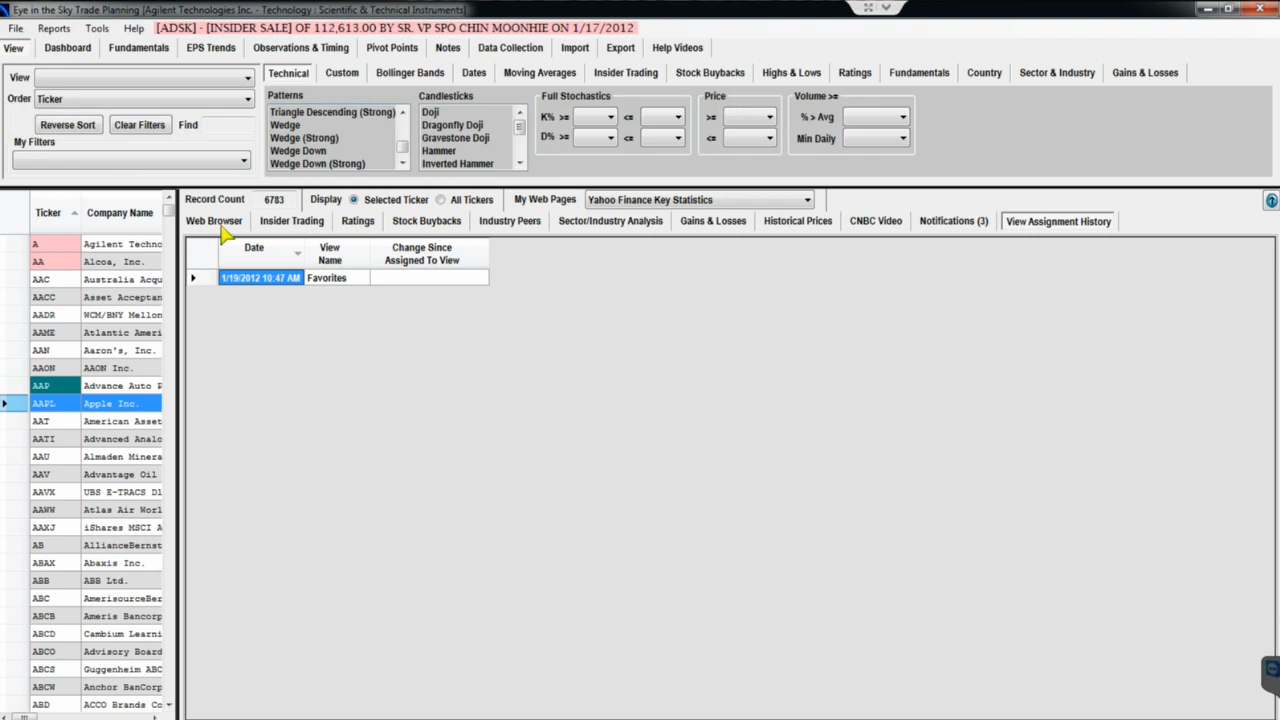 Eye in the Sky Trade Planning [Agilent Technologies Inc. - Technology : Scientific & Technical Instruments]
File Reports Tools Help [ADSK] - [INSIDER SALE] OF 112,613.00 BY SR. VP SPO CHIN MOONHIE ON 1/17/2012
View Dashboard Fundamentals EPS Trends Observations & Timing Pivot Points Notes Data Collection Import Export Help Videos
View
Order Ticker
Reverse Sort Clear Filters Find
My Filters
Technical Custom Bollinger Bands Dates Moving Averages Insider Trading Stock Buybacks Highs & Lows Ratings Fundamentals Country Sector & Industry Gains & Losses
Patterns
Triangle Descending (Strong)
Wedge
Wedge (Strong)
Wedge Down
Wedge Down (Strong)
Candlesticks
Doji
Dragonfly Doji
Gravestone Doji
Hammer
Inverted Hammer
Full Stochastics
K% >= <=
D% >= <=
Price
>=
<=
Volume >=
% > Avg
Min Daily
Record Count 6783 Display Selected Ticker All Tickers My Web Pages Yahoo Finance Key Statistics
Web Browser Insider Trading Ratings Stock Buybacks Industry Peers Sector/Industry Analysis Gains & Losses Historical Prices CNBC Video Notifications (3) View Assignment History
Date View Name Change Since Assigned To View
1/19/2012 10:47 AM Favorites
Ticker Company Name
A Agilent Techno
AA Alcoa, Inc.
AAC Australia Acqu
AACC Asset Acceptan
AADR WCM/BNY Mellon
AAME Atlantic Ameri
AAN Aaron's, Inc.
AAON AAON Inc.
AAP Advance Auto P
AAPL Apple Inc.
AAT American Asset
AATI Advanced Analo
AAU Almaden Minera
AAV Advantage Oil
AAVX UBS E-TRACS D1
AAWW Atlas Air Worl
AAXJ iShares MSCI A
AB AllianceBernst
ABAX Abaxis Inc.
ABB ABB Ltd.
ABC AmerisourceBer
ABCB Ameris Bancorp
ABCD Cambium Learni
ABCO Advisory Board
ABCS Guggenheim ABC
ABCW Anchor BanCorp
ABD ACCO Brands Co